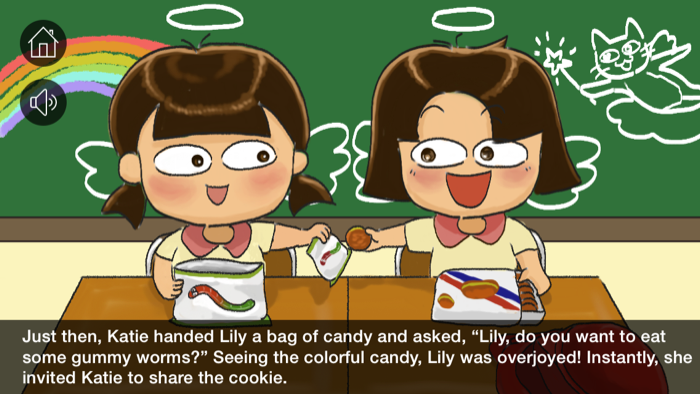 Just then, Katie handed Lily a bag of candy and asked, “Lily, do you want to eat
some gummy worms?” Seeing the colorful candy, Lily was overjoyed! Instantly, she
invited Katie to share the cookie.